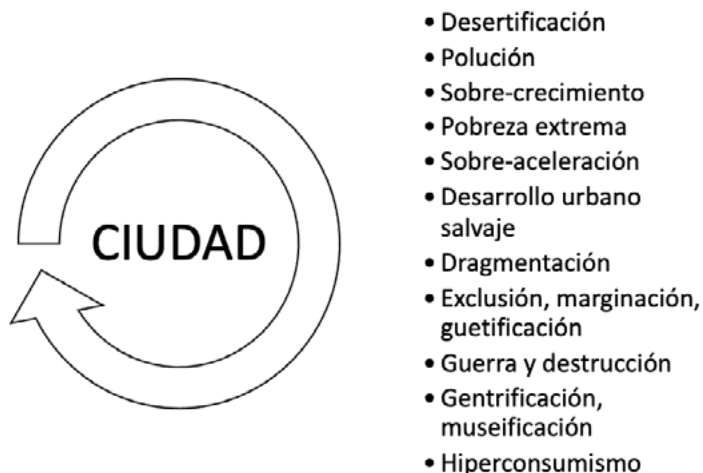 CIUDAD
• Desertificación
• Polución
• Sobre-crecimiento
• Pobreza extrema
• Sobre-aceleración
• Desarrollo urbano
salvaje
• Dragmentación
• Exclusión, marginación,
guetificación
• Guerra y destrucción
• Gentrificación,
museificación
• Hiperconsumismo